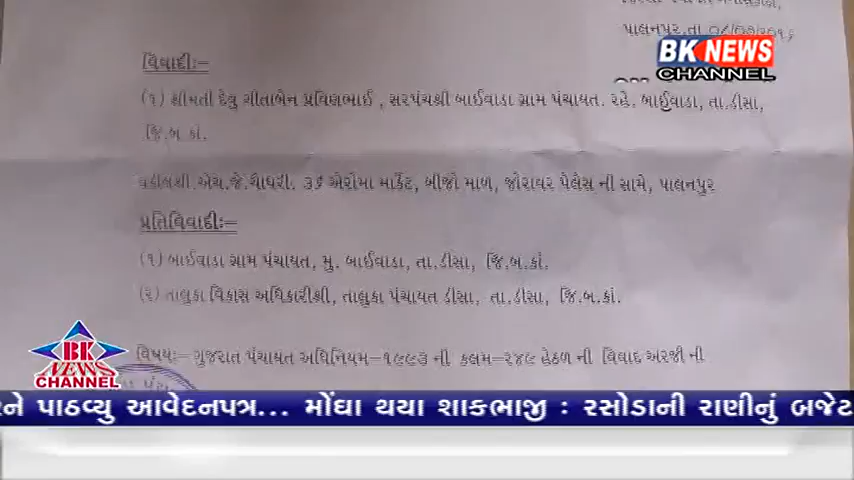 પાલનપુર.તા
BK NEWS
CHANNEL
વિવાદીઃ—
(૧) શ્રીમતી દેવુ ગીતાબેન પ્રવિણભાઈ , સરપંચશ્રી બાઈવાડા ગ્રામ પંચાયત. રહે. બાઈવાડા, તા.ડીસા,
જિ.બ.કાં.
વકીલશ્રી.એચ.જે.ચૌધરી. ૩૬ એરોમા માર્કેટ, બીજો માળ, જોરાવર પેલેસ ની સામે, પાલનપુર
પ્રતિવિવાદીઃ—
(૧) બાઈવાડા ગ્રામ પંચાયત, મુ. બાઈવાડા, તા.ડીસા, જિ.બ.કાં.
(૨) તાલુકા વિકાસ અધિકારીશ્રી, તાલુકા પંચાયત ડીસા, તા.ડીસા, જિ.બ.કાં.
વિષયઃ— ગુજરાત પંચાયત અધિનિયમ—૧૯૯૩ ની કલમ—૨૪૯ હેઠળ ની વિવાદ અરજી ની
BK
NEWS
CHANNEL
રને પાઠવ્યુ આવેદનપત્ર... મોંઘા થયા શાકભાજી : રસોડાની રાણીનું બજેટ